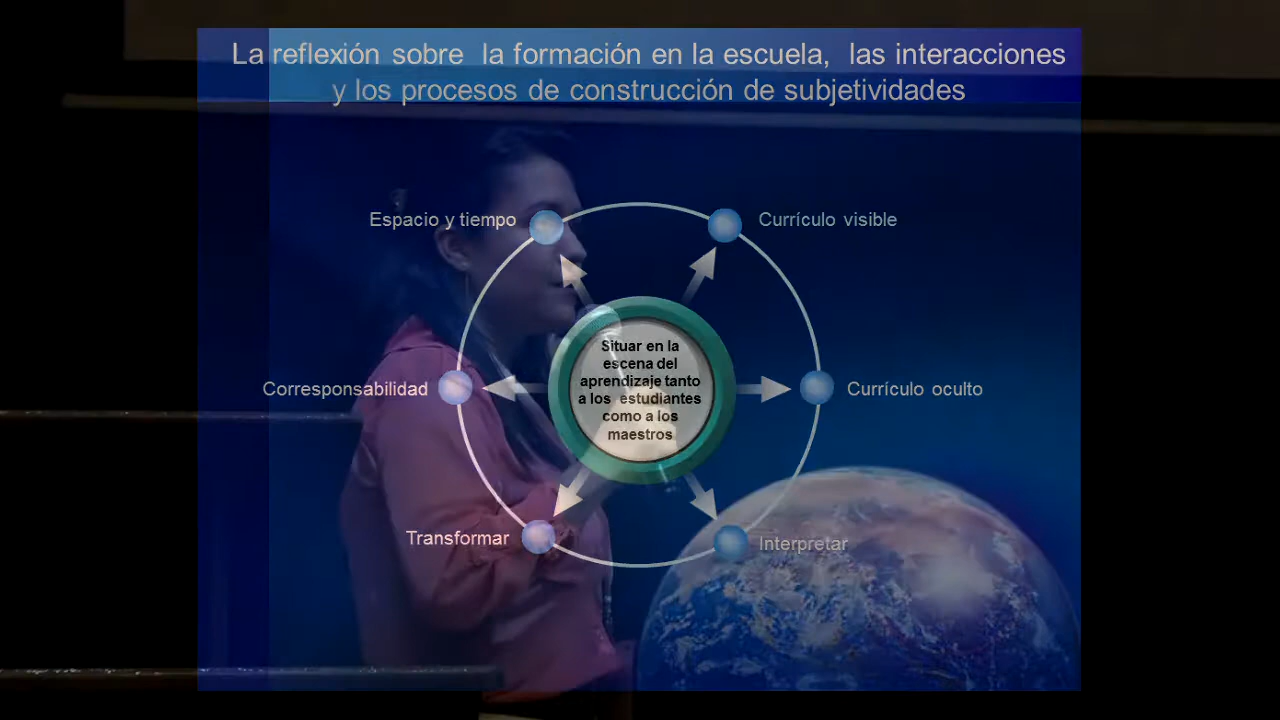 La reflexión sobre la formación en la escuela, las interacciones
y los procesos de construcción de subjetividades
Espacio y tiempo
Currículo visible
Situar en la
escena del
aprendizaje tanto
a los estudiantes
como a los
maestros
Corresponsabilidad
Currículo oculto
Transformar
Interpretar